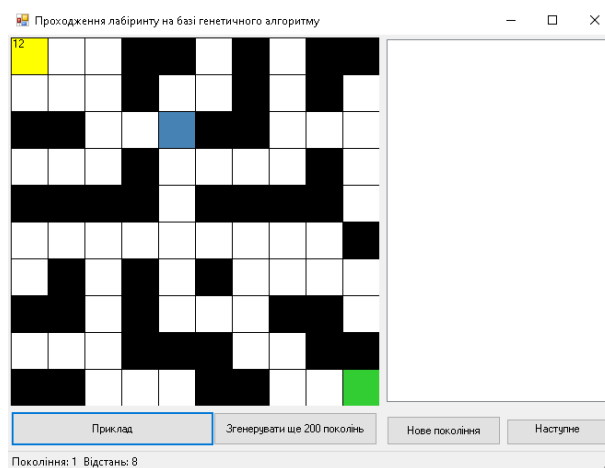 Проходження лабіринту на базі генетичного алгоритму
12
Приклад
Згенерувати ще 200 поколінь
Нове покоління
Наступне
Покоління: 1 Відстань: 8